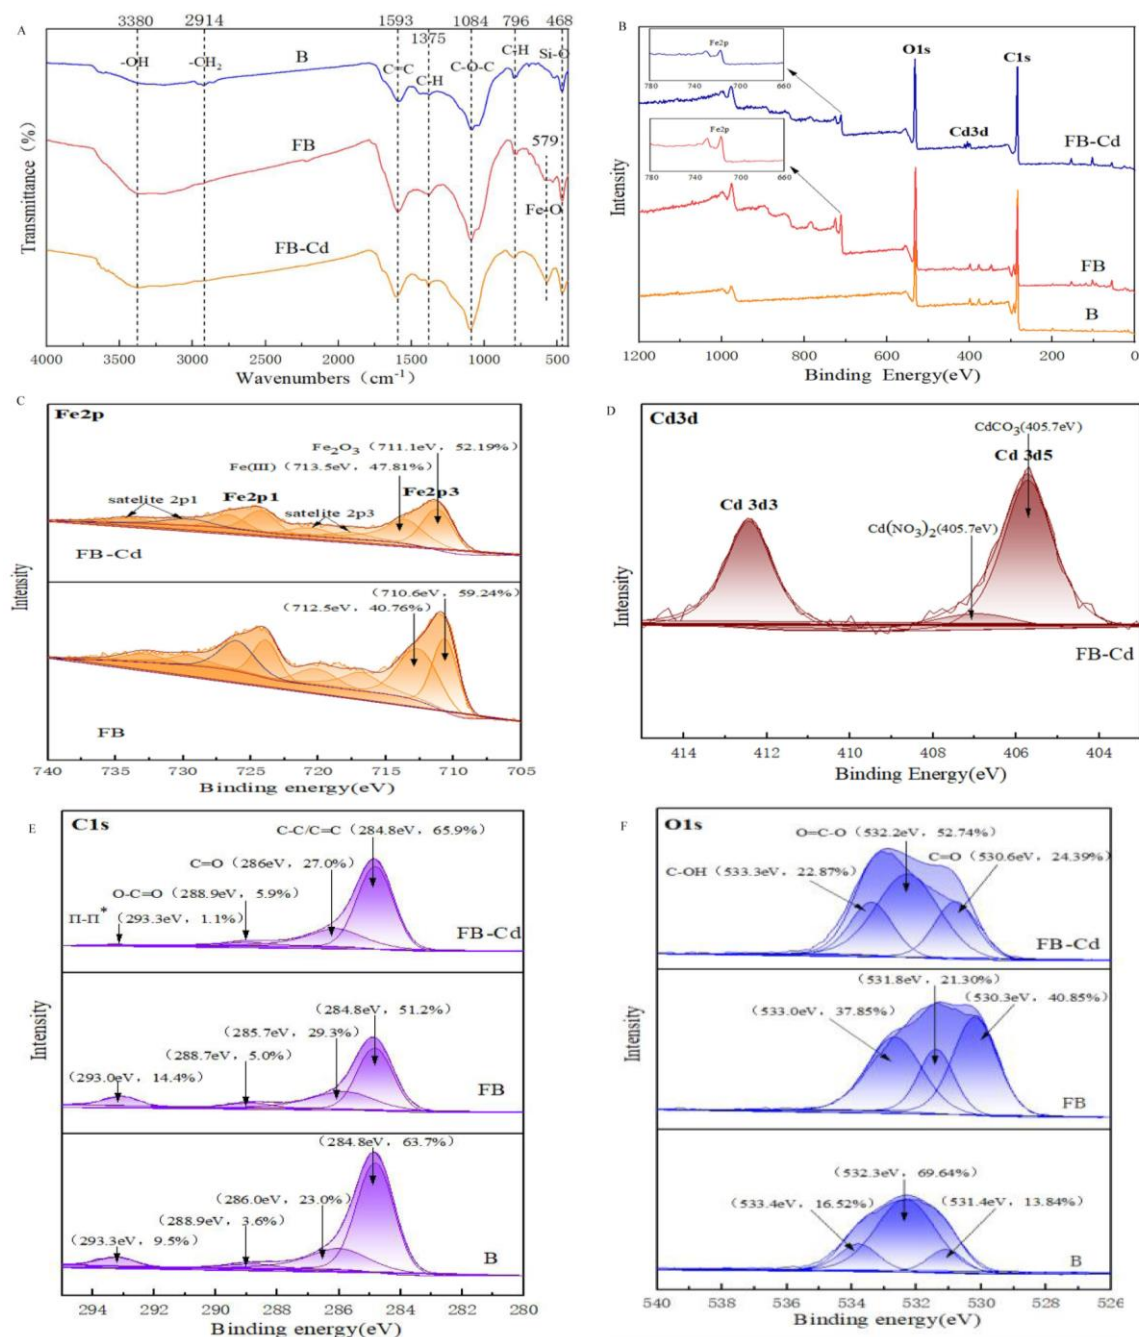 A
3380 2914 1593 1084 796 468
1375
-OH -CH2 C=C C-H C-O-C C-H Si-O
B
FB
579
Fe-O
FB-Cd
Transmittance (%)
4000 3500 3000 2500 2000 1500 1000 500
Wavenumbers (cm-1)
B
Fe2p
780 740 700 660
Fe2p
780 740 700 660
O1s C1s
Cd3d
FB-Cd
FB
B
Intensity
1200 1000 800 600 400 200 0
Binding Energy(eV)
C
Fe2p
Fe2O3 (711.1eV, 52.19%)
Fe(III) (713.5eV, 47.81%)
satelite 2p1 Fe2p1 satelite 2p3 Fe2p3
FB-Cd
(710.6eV, 59.24%)
(712.5eV, 40.76%)
FB
Intensity
740 735 730 725 720 715 710 705
Binding energy(eV)
D
Cd3d
CdCO3(405.7eV)
Cd 3d5
Cd 3d3
Cd(NO3)2(405.7eV)
FB-Cd
Intensity
414 412 410 408 406 404
Binding Energy(eV)
E
C1s
C-C/C=C (284.8eV, 65.9%)
C=O (286eV, 27.0%)
O-C=O (288.9eV, 5.9%)
Π-Π* (293.3eV, 1.1%)
FB-Cd
(284.8eV, 51.2%)
(285.7eV, 29.3%)
(288.7eV, 5.0%)
(293.0eV, 14.4%)
FB
(284.8eV, 63.7%)
(286.0eV, 23.0%)
(288.9eV, 3.6%)
(293.3eV, 9.5%)
B
Intensity
294 292 290 288 286 284 282 280
Binding energy(eV)
F
O1s
O=C-O (532.2eV, 52.74%)
C=O (530.6eV, 24.39%)
C-OH (533.3eV, 22.87%)
FB-Cd
(531.8eV, 21.30%)
(530.3eV, 40.85%)
(533.0eV, 37.85%)
FB
(532.3eV, 69.64%)
(533.4eV, 16.52%)
(531.4eV, 13.84%)
B
Intensity
540 538 536 534 532 530 528 526
Binding energy(eV)